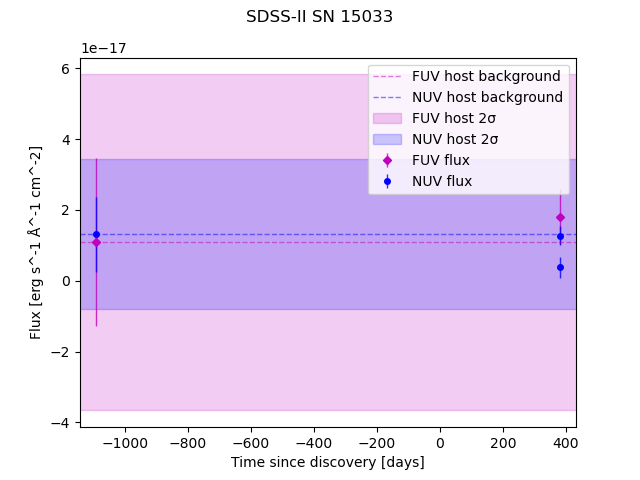 SDSS-II SN 15033
1e−17
6
4
2
0
−2
−4
Flux [erg s^-1 Å^-1 cm^-2]
FUV host background
NUV host background
FUV host 2σ
NUV host 2σ
FUV flux
NUV flux
−1000 −800 −600 −400 −200 0 200 400
Time since discovery [days]